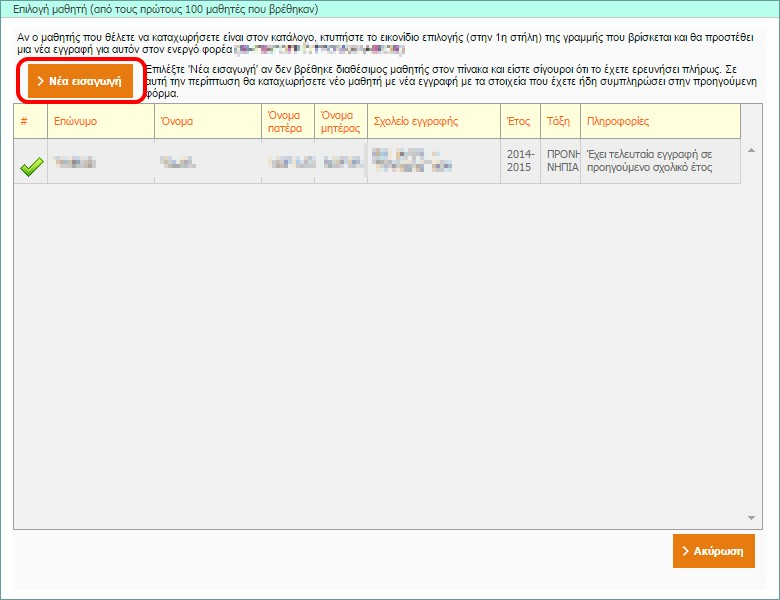 Επιλογή μαθητή (από τους πρώτους 100 μαθητές που βρέθηκαν)
Αν ο μαθητής που θέλετε να καταχωρήσετε είναι στον κατάλογο, κτυπήστε το εικονίδιο επιλογής (στην 1η στήλη) της γραμμής που βρίσκεται και θα προστεθεί
μια νέα εγγραφή για αυτόν στον ενεργό φορέα
Νέα εισαγωγή
Επιλέξτε 'Νέα εισαγωγή' αν δεν βρέθηκε διαθέσιμος μαθητής στον πίνακα και είστε σίγουροι ότι το έχετε ερευνήσει πλήρως. Σε
αυτή την περίπτωση θα καταχωρήσετε νέο μαθητή με νέα εγγραφή με τα στοιχεία που έχετε ήδη συμπληρώσει στην προηγούμενη
φόρμα.
# Επώνυμο Όνομα Όνομα πατέρα Όνομα μητέρας Σχολείο εγγραφής Έτος Τάξη Πληροφορίες
2014- ΠΡΟΝΗ Έχει τελευταία εγγραφή σε
2015 ΝΗΠΙΑ προηγούμενο σχολικό έτος
Ακύρωση